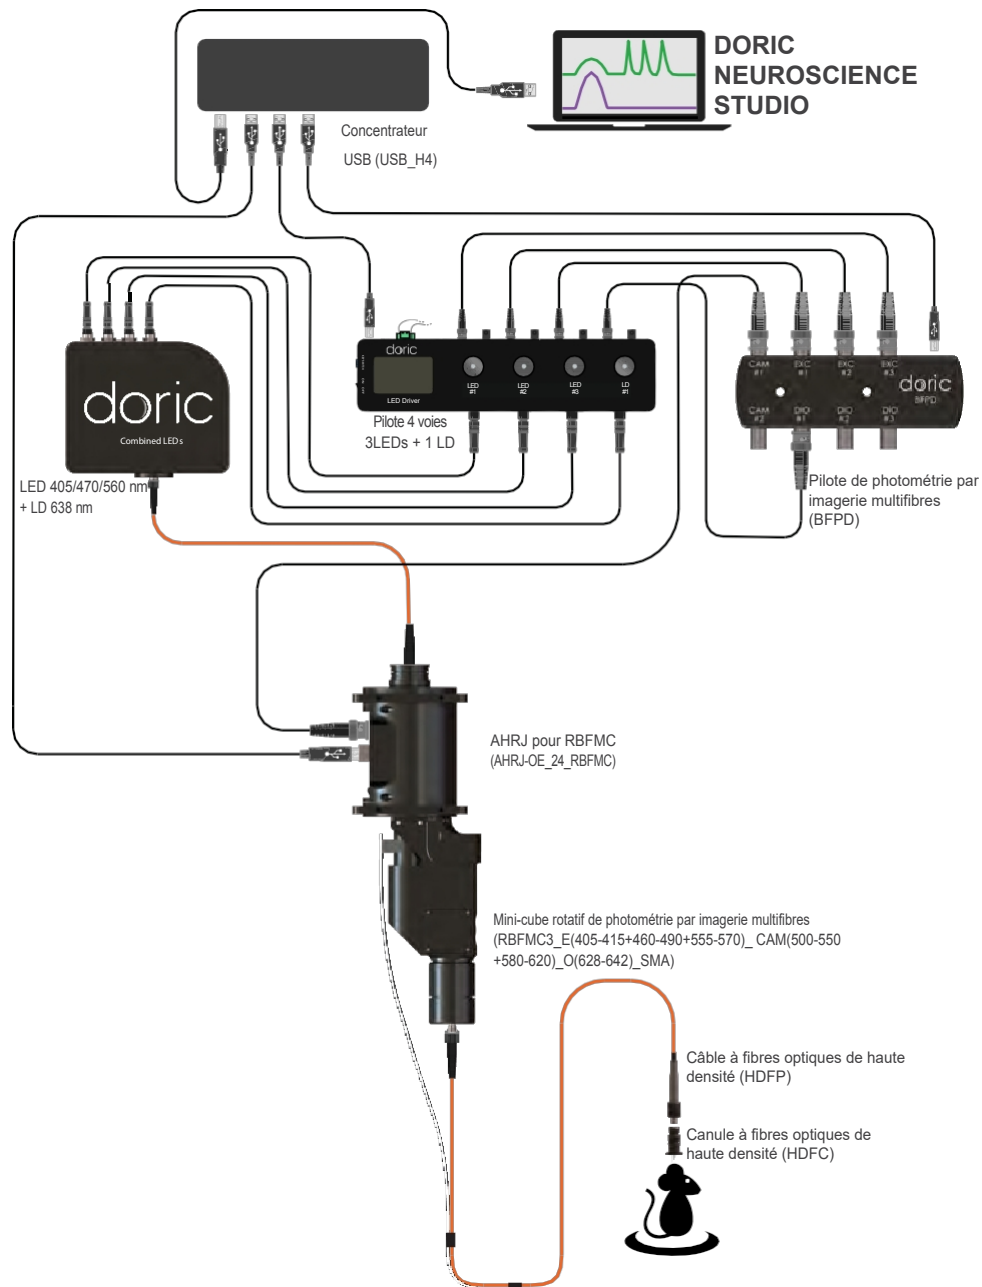 DORIC
NEUROSCIENCE
STUDIO
Concentrateur
USB (USB_H4)
doric
Combined LEDs
LED 405/470/560 nm
+ LD 638 nm
doric
LED Driver
LED
#1
LED
#2
LED
#3
LD
#1
Pilote 4 voies
3LEDs + 1 LD
CAM
#1
EXC
#1
EXC
#2
EXC
#3
doric
BFPD
CAM
#2
DIO
#1
DIO
#2
DIO
#3
Pilote de photométrie par
imagerie multifibres
(BFPD)
AHRJ pour RBFMC
(AHRJ-OE_24_RBFMC)
Mini-cube rotatif de photométrie par imagerie multifibres
(RBFMC3_E(405-415+460-490+555-570)_ CAM(500-550
+580-620)_O(628-642)_SMA)
Câble à fibres optiques de haute
densité (HDFP)
Canule à fibres optiques de
haute densité (HDFC)